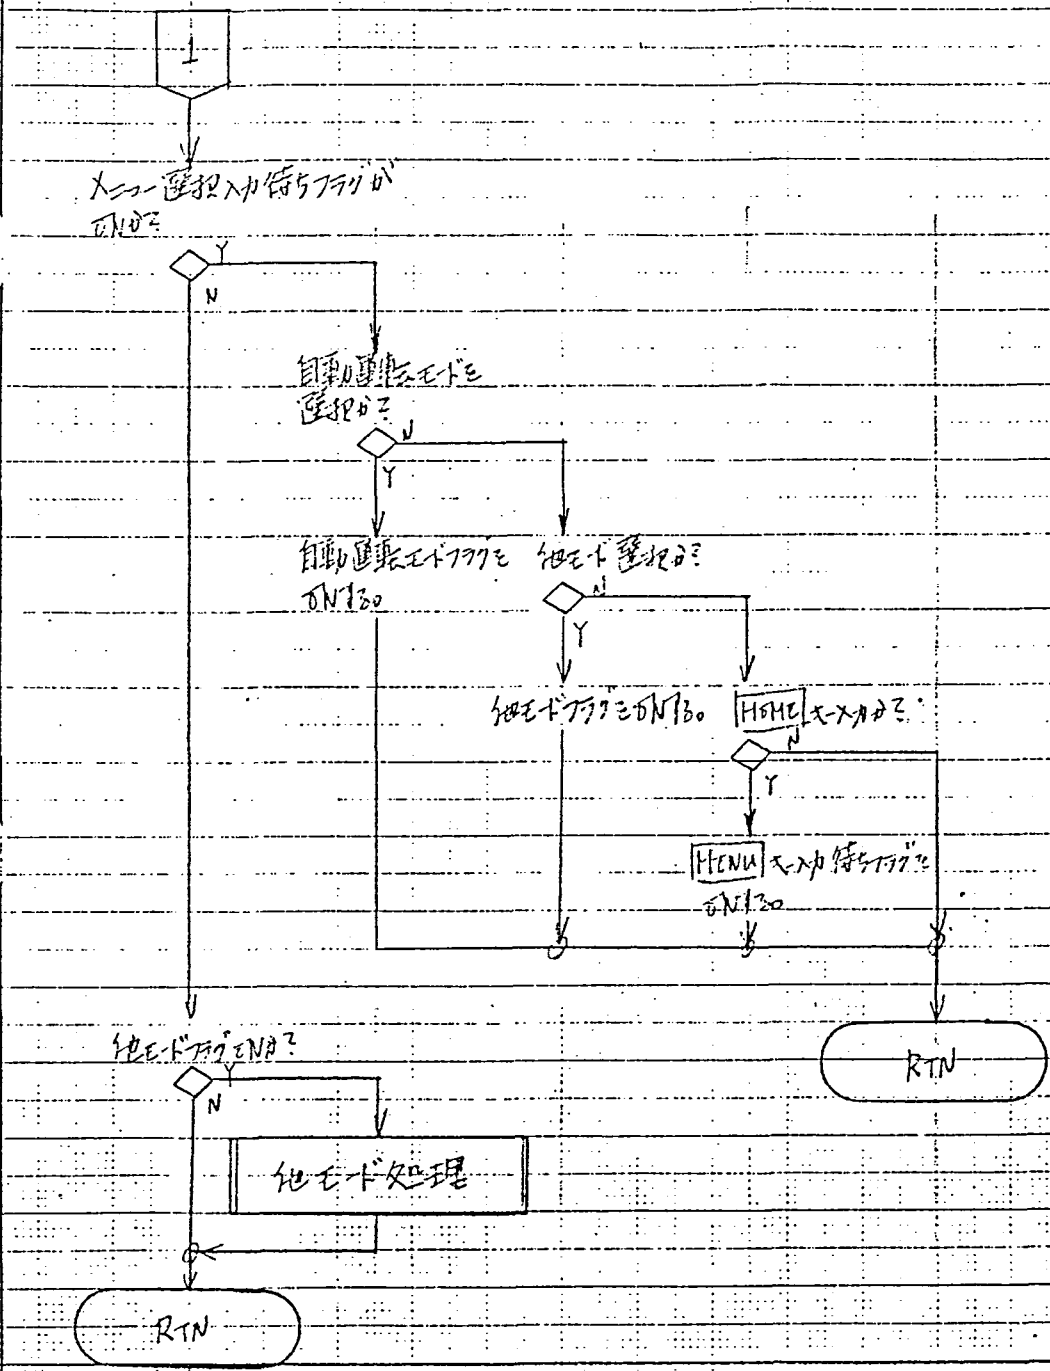 1
メニュー選択入力待ちフラグが
ONか?
Y
N
自動運転モードを
選択か?
N
Y
自動運転モードフラグを
ONする
他モード選択か?
N
Y
他モードフラグをONする
HOME キー入力か?
N
Y
MENU キー入力待ちフラグを
ONする
他モードフラグONか?
Y
N
RTN
他モード処理
RTN